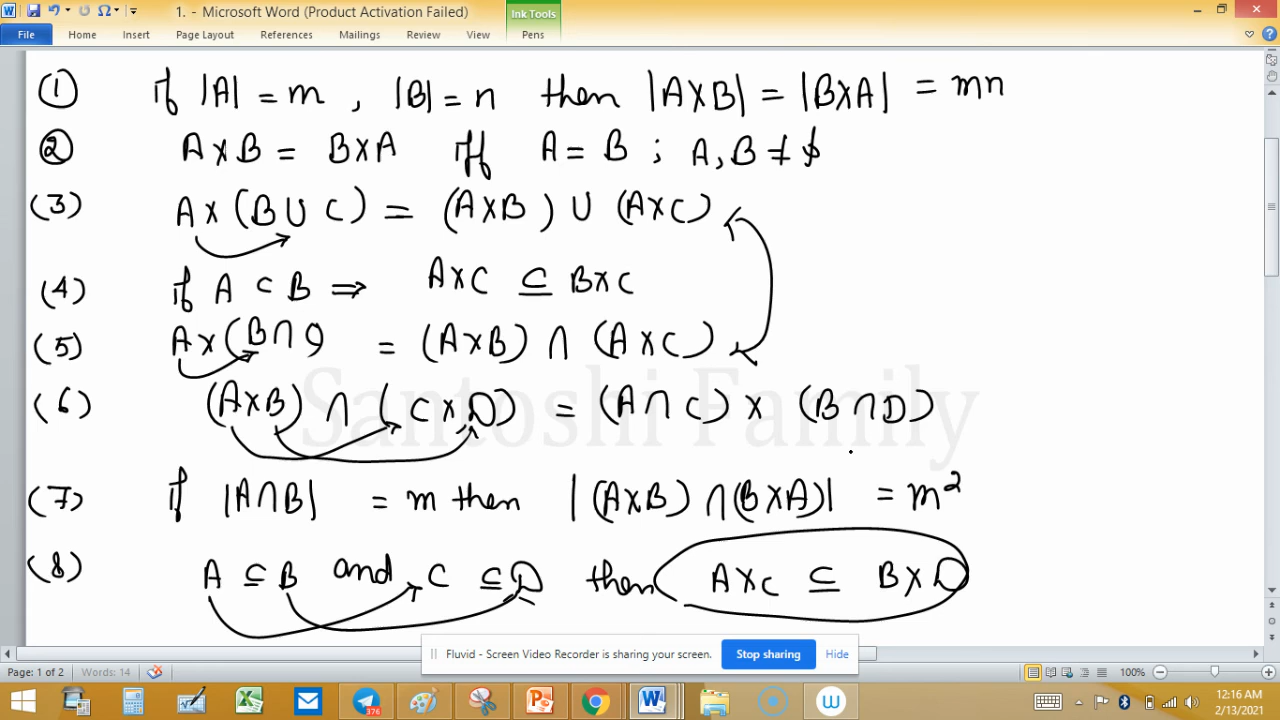 1. - Microsoft Word (Product Activation Failed)
Ink Tools
File Home Insert Page Layout References Mailings Review View Pens
(1) if |A| = m , |B| = n then |A×B| = |B×A| = mn
(2) A×B = B×A iff A = B ; A, B ≠ ϕ
(3) A×(B∪C) = (A×B) ∪ (A×C)
(4) if A ⊂ B ⇒ A×C ⊆ B×C
(5) A×(B∩C) = (A×B) ∩ (A×C)
(6) (A×B) ∩ (C×D) = (A∩C) × (B∩D)
Santoshi Family
(7) if |A∩B| = m then |(A×B) ∩(B×A)| = m²
(8) A ⊆ B and C ⊆ D then A×C ⊆ B×D
Fluvid - Screen Video Recorder is sharing your screen. Stop sharing Hide
Page: 1 of 2 Words: 14 100%
376
12:16 AM
2/13/2021